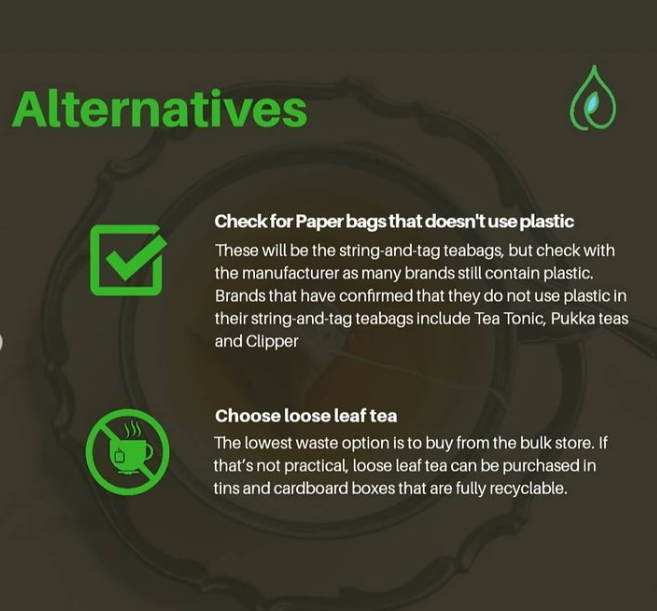 Alternatives
Check for Paper bags that doesn't use plastic
These will be the string-and-tag teabags, but check with
the manufacturer as many brands still contain plastic.
Brands that have confirmed that they do not use plastic in
their string-and-tag teabags include Tea Tonic, Pukka teas
and Clipper
Choose loose leaf tea
The lowest waste option is to buy from the bulk store. If
that's not practical, loose leaf tea can be purchased in
tins and cardboard boxes that are fully recyclable.